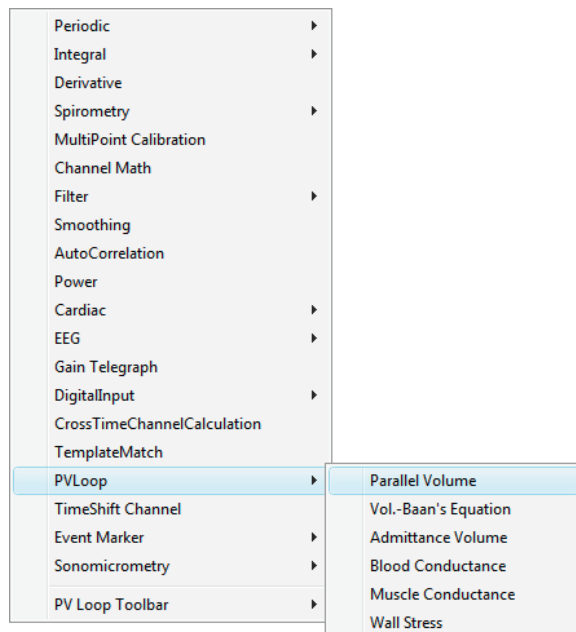 Periodic
Integral
Derivative
Spirometry
MultiPoint Calibration
Channel Math
Filter
Smoothing
AutoCorrelation
Power
Cardiac
EEG
Gain Telegraph
DigitalInput
CrossTimeChannelCalculation
TemplateMatch
PVLoop
TimeShift Channel
Event Marker
Sonomicrometry
PV Loop Toolbar
Parallel Volume
Vol.-Baan's Equation
Admittance Volume
Blood Conductance
Muscle Conductance
Wall Stress